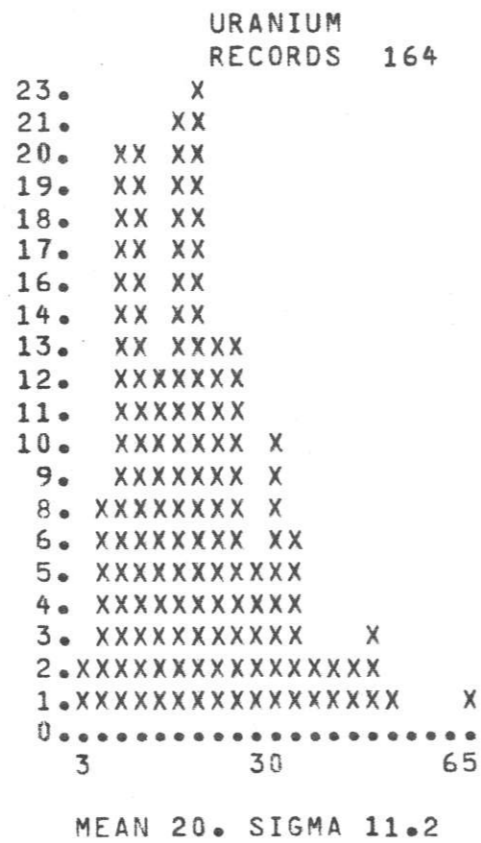 URANIUM
RECORDS 164
23. X
21. XX
20. XX XX
19. XX XX
18. XX XX
17. XX XX
16. XX XX
14. XX XX
13. XX XXXX
12. XXXXXXX
11. XXXXXXX
10. XXXXXXX X
9. XXXXXXX X
8. XXXXXXXX X
6. XXXXXXXX XX
5. XXXXXXXXXXX
4. XXXXXXXXXXX
3. XXXXXXXXXXX X
2.XXXXXXXXXXXXXXXX
1.XXXXXXXXXXXXXXXXX X
0......................
3 30 65
MEAN 20. SIGMA 11.2